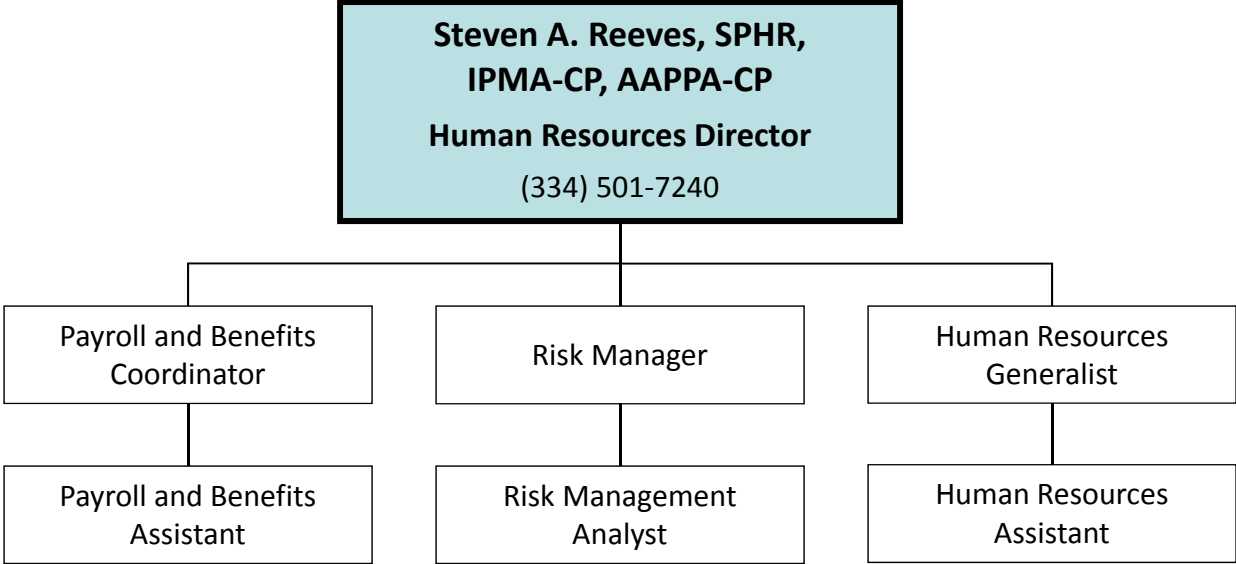 Steven A. Reeves, SPHR,
IPMA-CP, AAPPA-CP
Human Resources Director
(334) 501-7240
Payroll and Benefits
Coordinator
Risk Manager
Human Resources
Generalist
Payroll and Benefits
Assistant
Risk Management
Analyst
Human Resources
Assistant